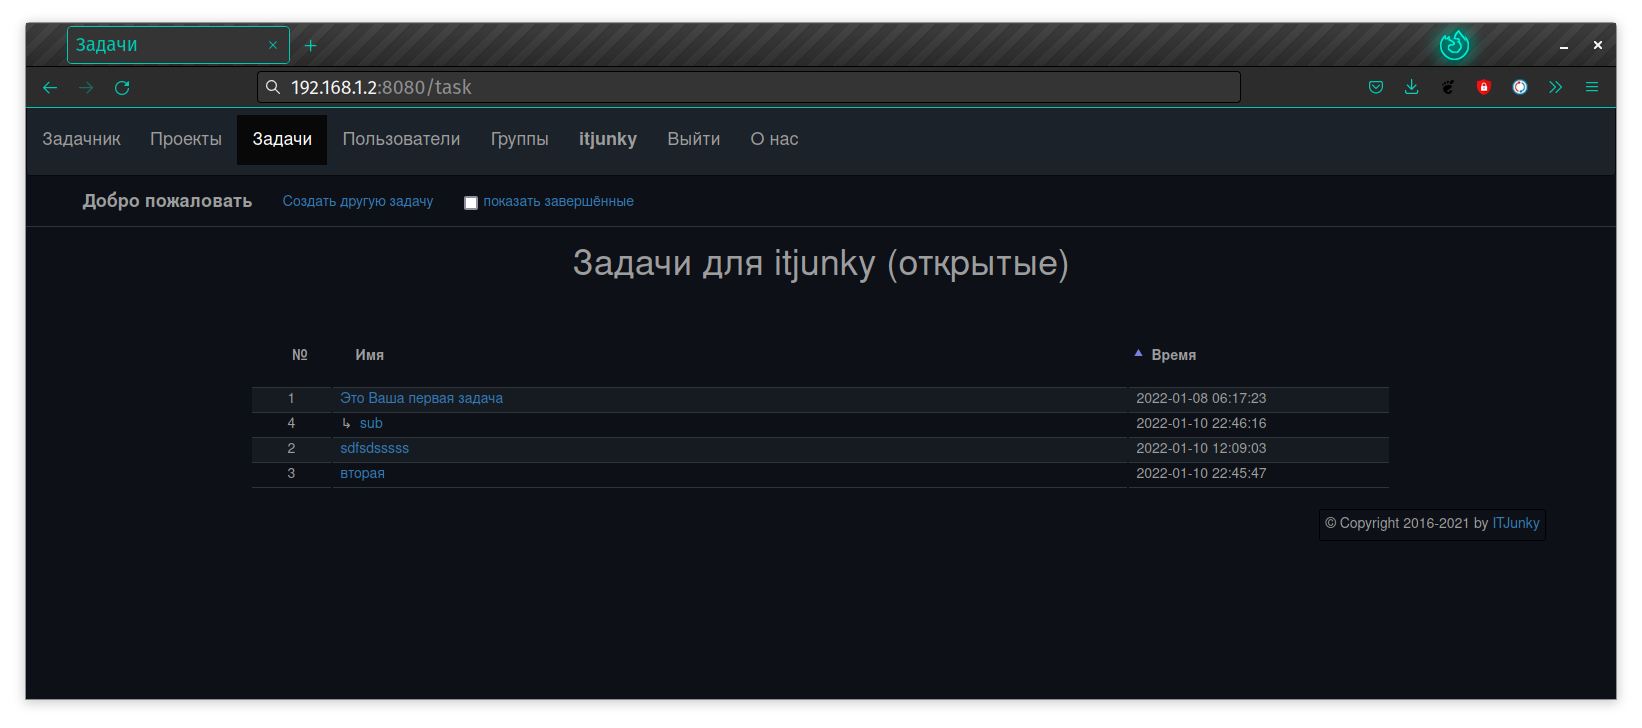 Задачи
192.168.1.2:8080/task
Задачник Проекты Задачи Пользователи Группы itjunky Выйти О нас
Добро пожаловать Создать другую задачу показать завершённые
Задачи для itjunky (открытые)
№ Имя Время
1 Это Ваша первая задача 2022-01-08 06:17:23
4 ↳ sub 2022-01-10 22:46:16
2 sdfsdsssss 2022-01-10 12:09:03
3 вторая 2022-01-10 22:45:47
© Copyright 2016-2021 by ITJunky